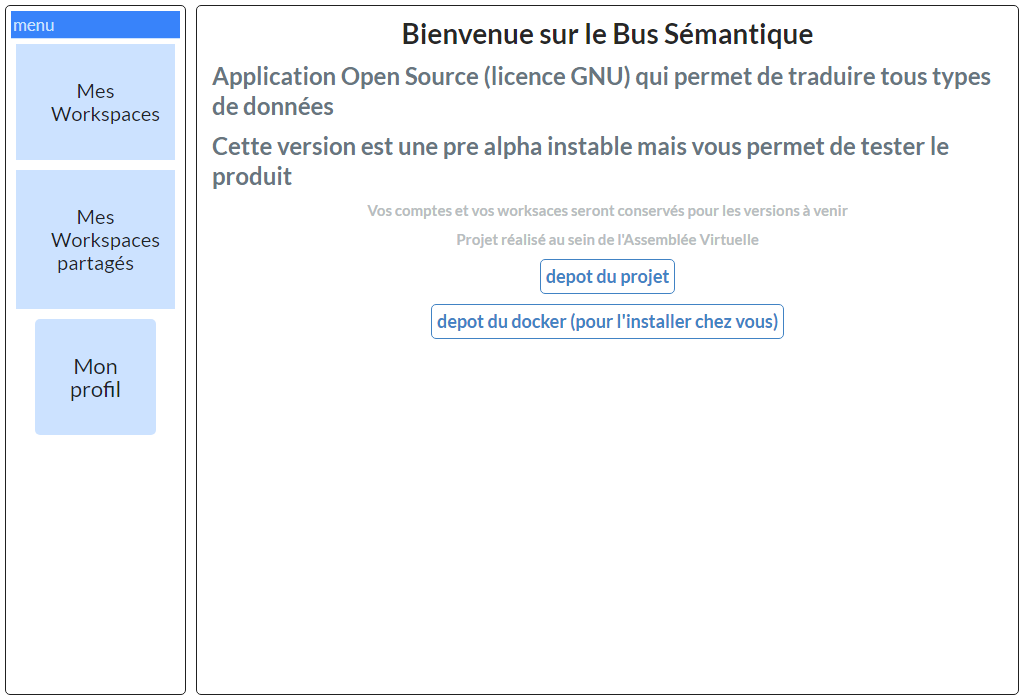 menu
Mes
Workspaces
Mes
Workspaces
partagés
Mon
profil
Bienvenue sur le Bus Sémantique
Application Open Source (licence GNU) qui permet de traduire tous types
de données
Cette version est une pre alpha instable mais vous permet de tester le
produit
Vos comptes et vos worksaces seront conservés pour les versions à venir
Projet réalisé au sein de l'Assemblée Virtuelle
depot du projet
depot du docker (pour l'installer chez vous)